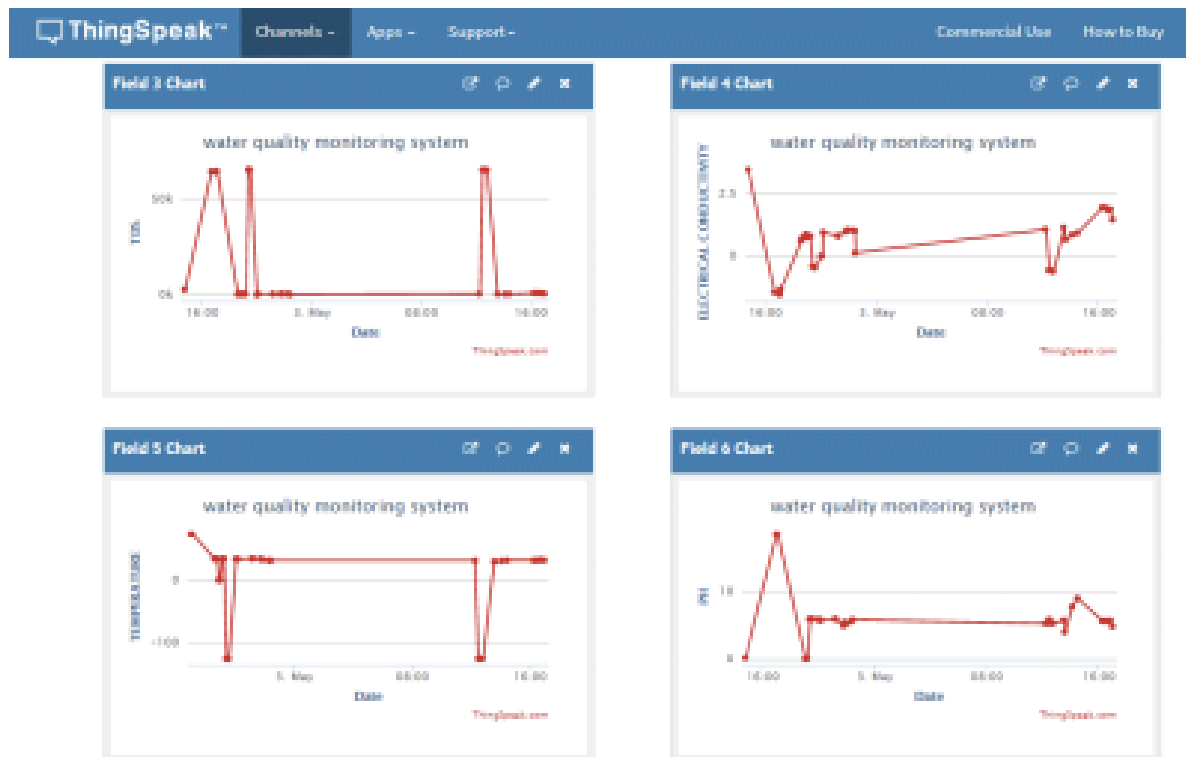 ThingSpeak™ Channels Apps Support Commercial Use How to Buy
Field 3 Chart
water quality monitoring system
50k
TDS
0k
16:00 3. May 08:00 16:00
Date
ThingSpeak.com
Field 4 Chart
water quality monitoring system
ELECTRICAL CONDUCTIVITY
2.5
0
16:00 3. May 08:00 16:00
Date
ThingSpeak.com
Field 5 Chart
water quality monitoring system
TEMPERATURE
0
-100
3. May 08:00 16:00
Date
ThingSpeak.com
Field 6 Chart
water quality monitoring system
PH
10
0
16:00 3. May 08:00 16:00
Date
ThingSpeak.com